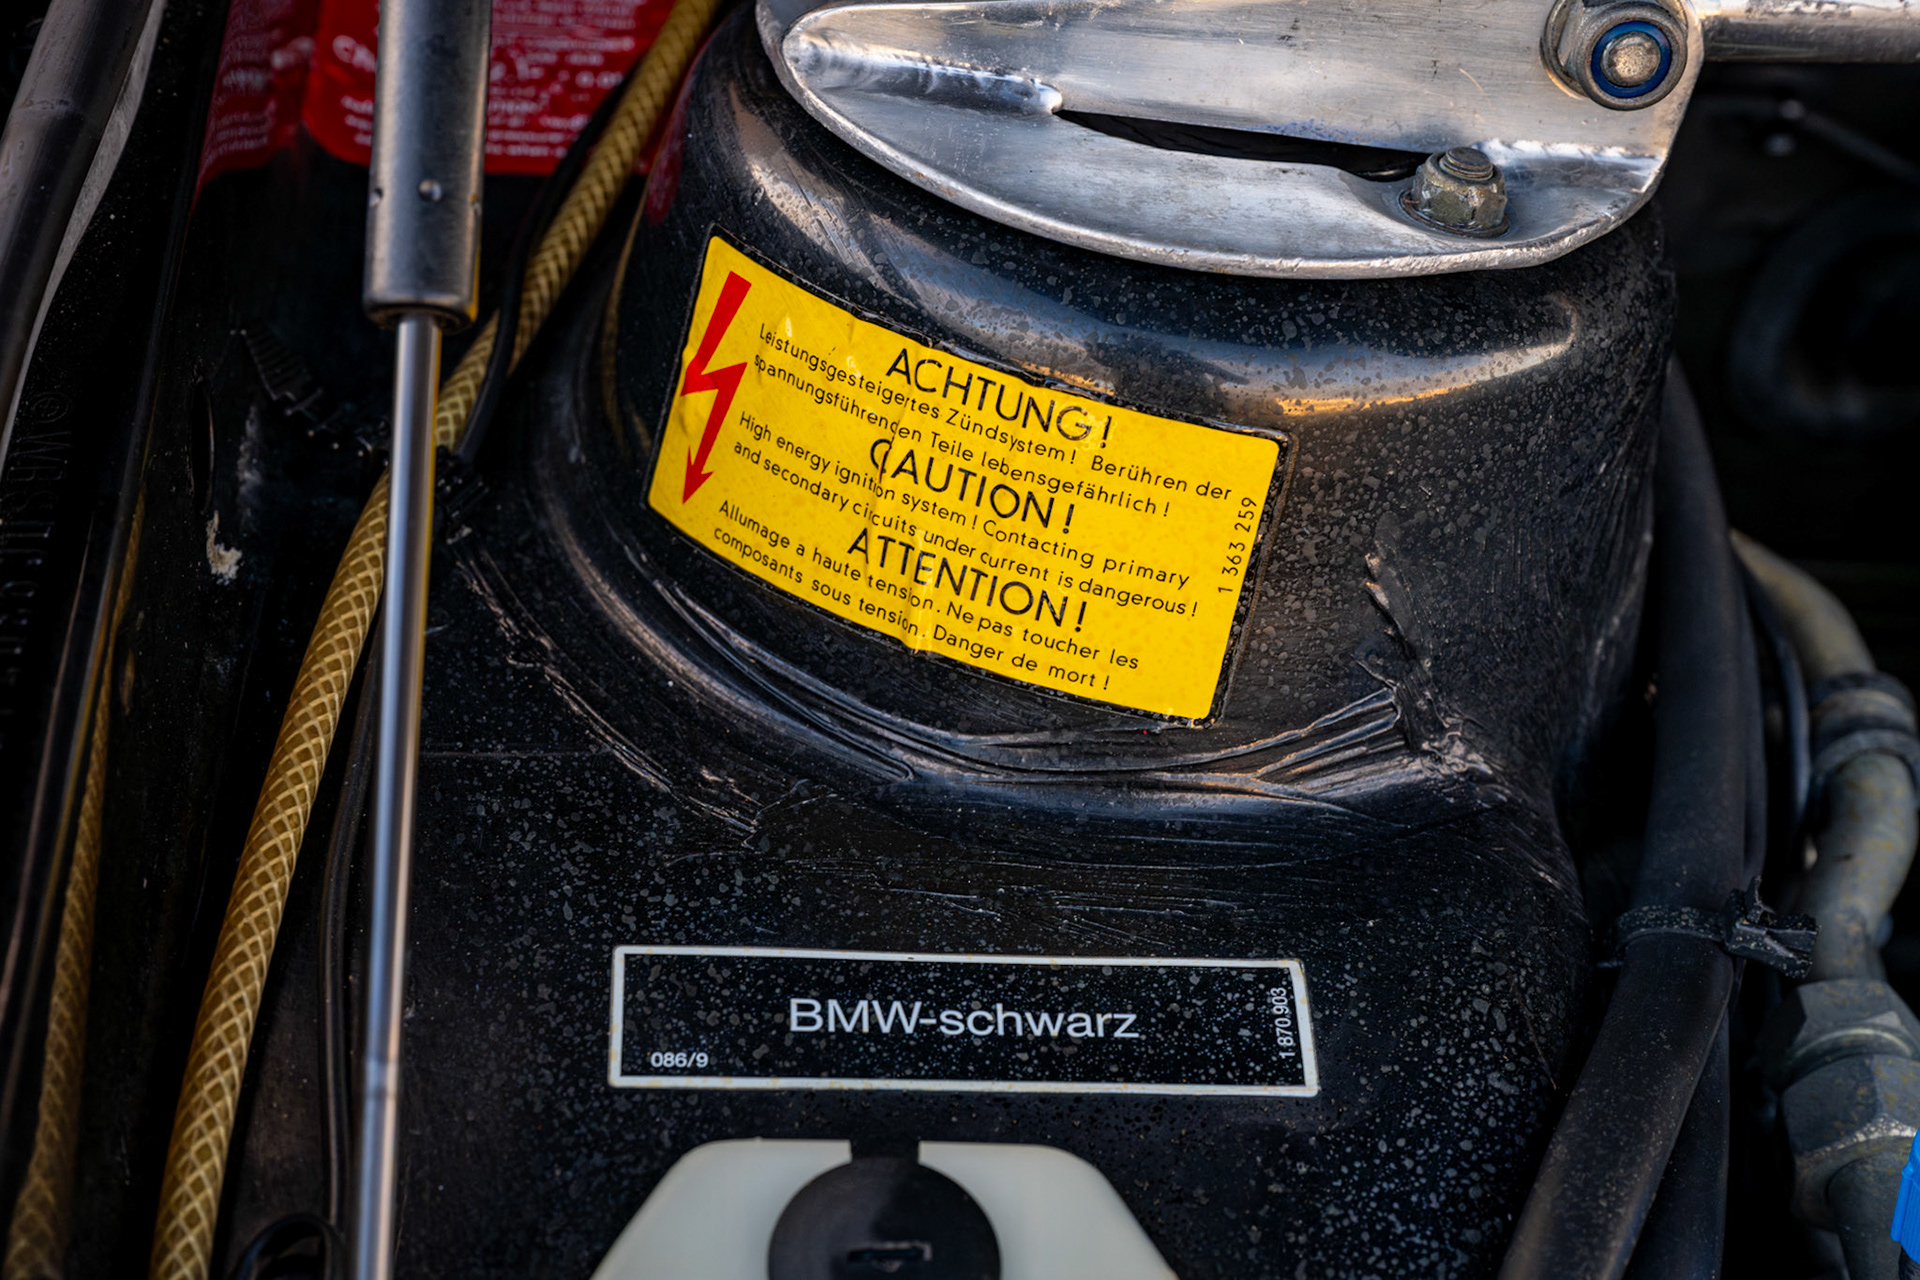 ACHTUNG!
Leistungsgesteigertes Zündsystem! Berühren der
spannungsführenden Teile lebensgefährlich!
CAUTION!
High energy ignition system! Contacting primary
and secondary circuits under current is dangerous!
ATTENTION!
Allumage a haute tension. Ne pas toucher les
composants sous tension. Danger de mort!
1 363 259
BMW-schwarz
086/9
1 870 903